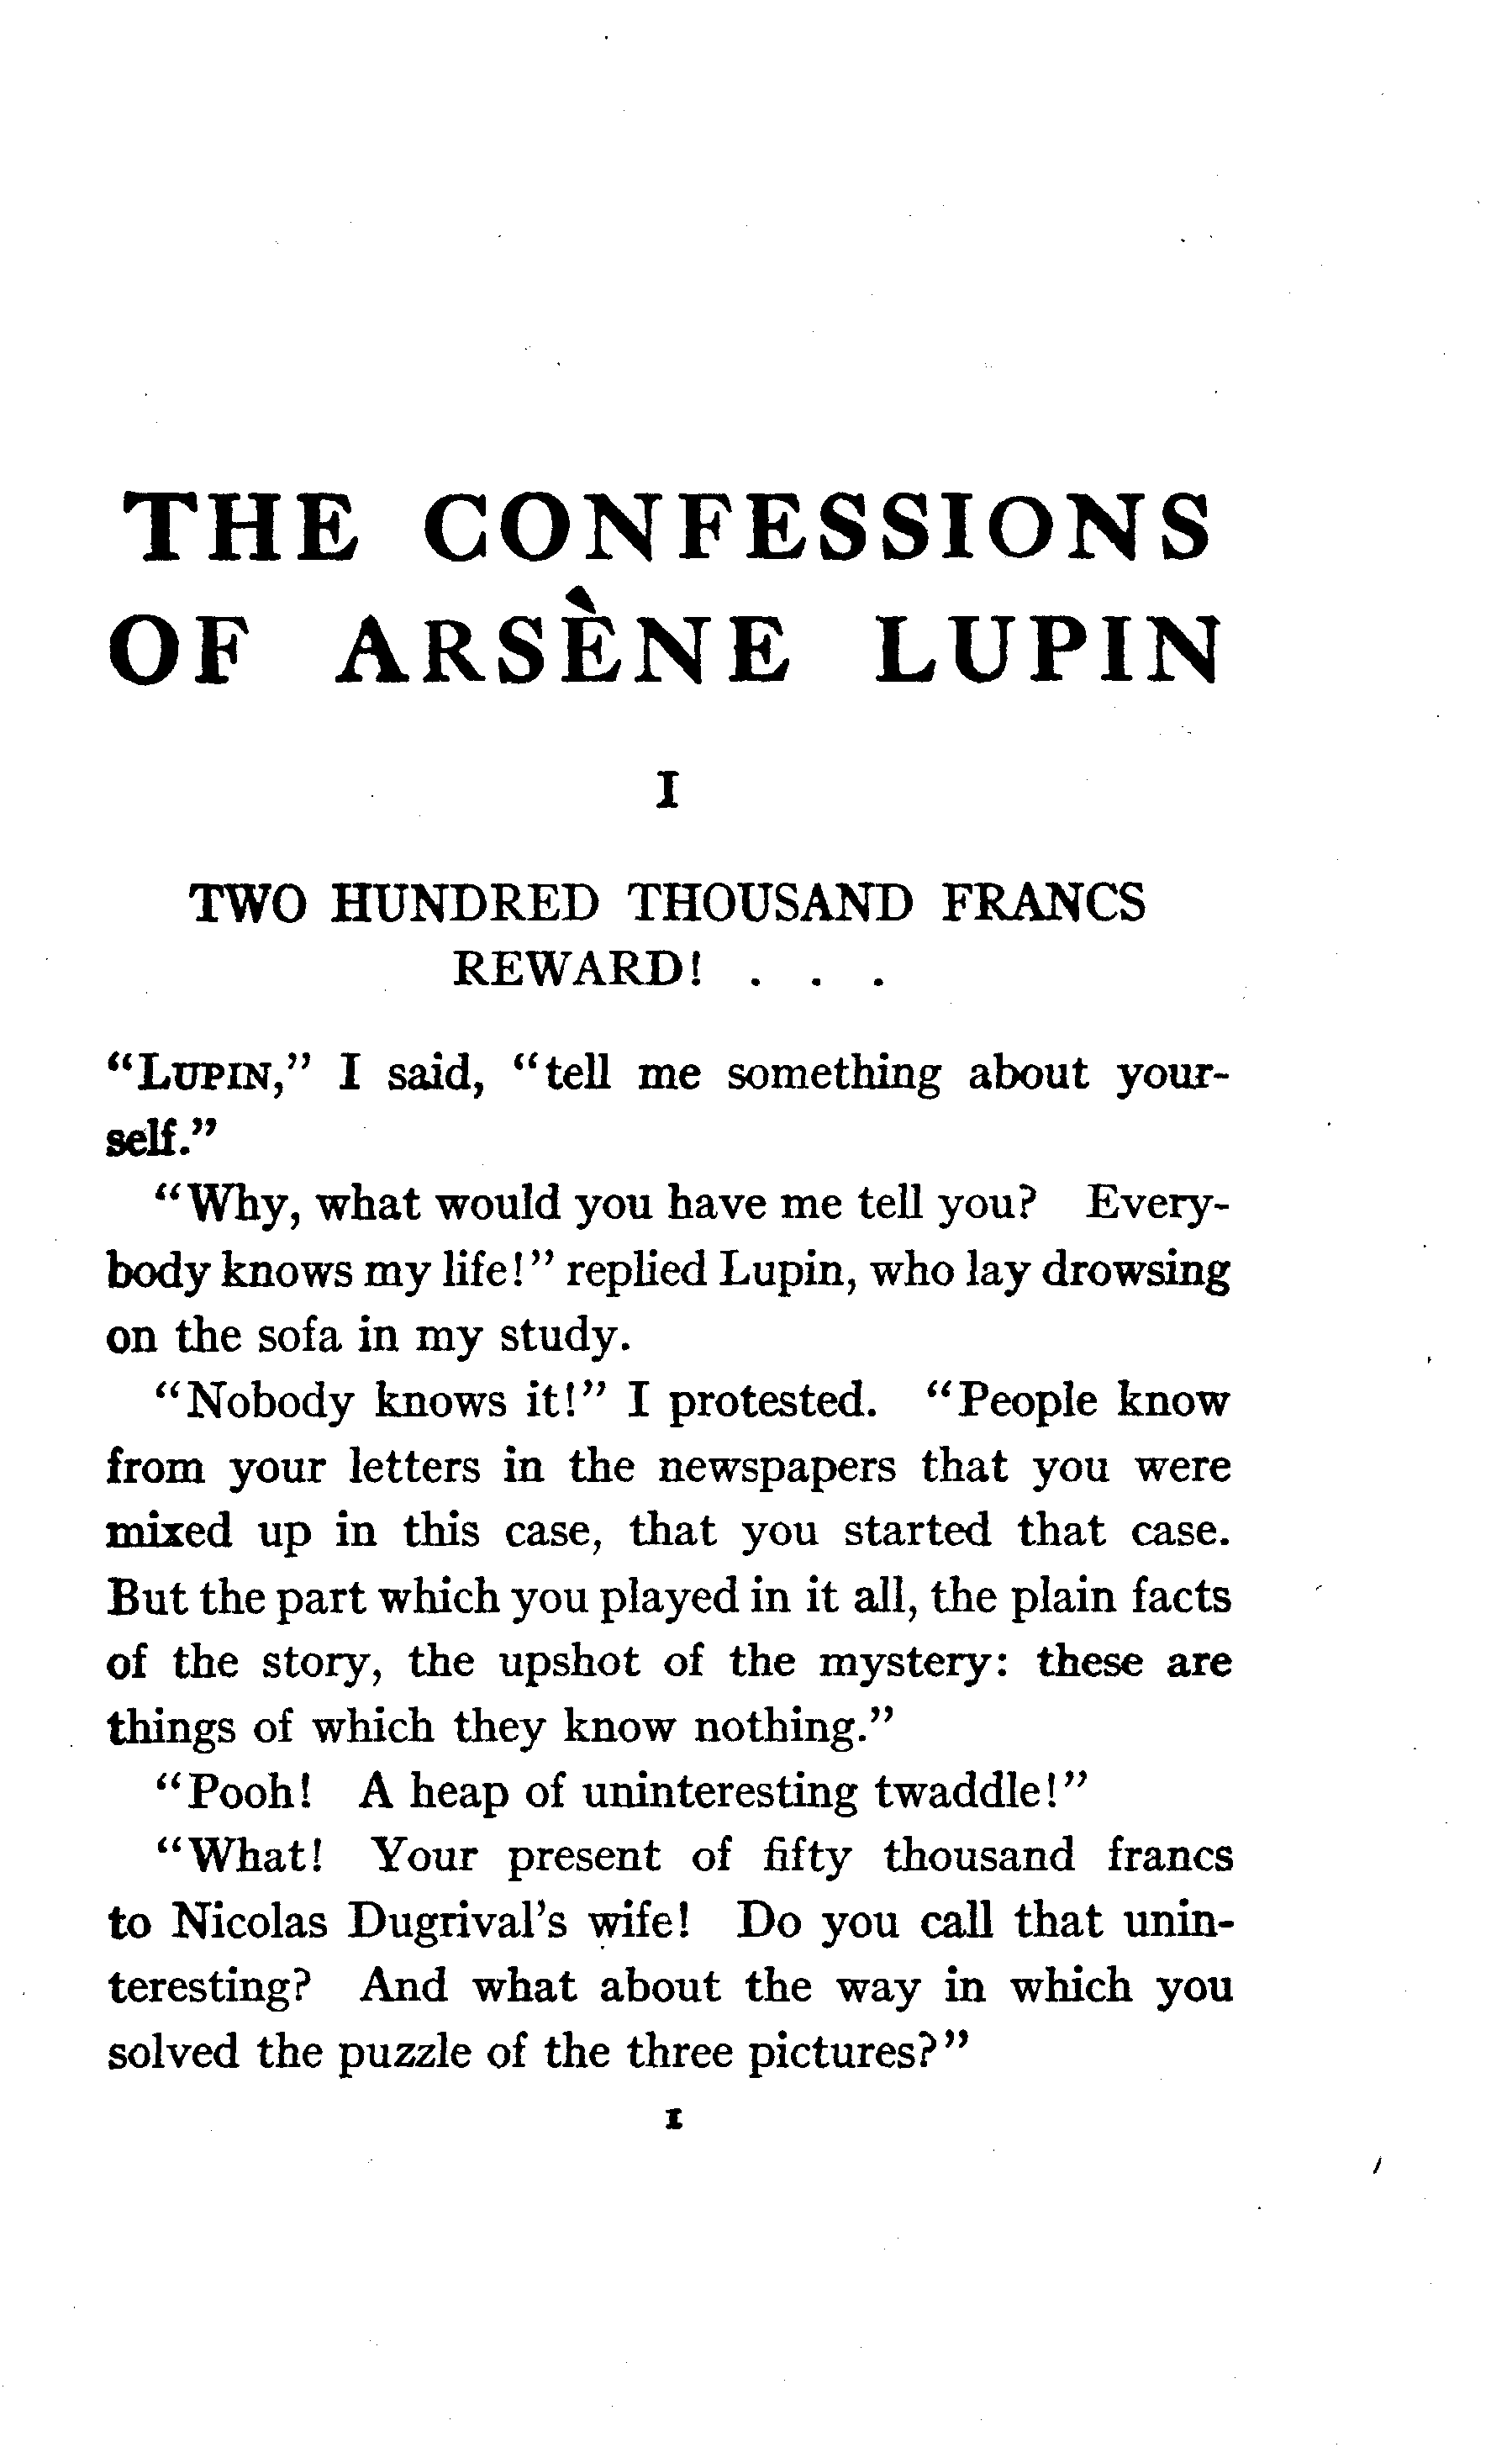 THE CONFESSIONS
OF ARSÈNE LUPIN
I
TWO HUNDRED THOUSAND FRANCS
REWARD! . . .
“LUPIN,” I said, “tell me something about your-
self.”
“Why, what would you have me tell you? Every-
body knows my life!” replied Lupin, who lay drowsing
on the sofa in my study.
“Nobody knows it!” I protested. “People know
from your letters in the newspapers that you were
mixed up in this case, that you started that case.
But the part which you played in it all, the plain facts
of the story, the upshot of the mystery: these are
things of which they know nothing.”
“Pooh! A heap of uninteresting twaddle!”
“What! Your present of fifty thousand francs
to Nicolas Dugrival’s wife! Do you call that unin-
teresting? And what about the way in which you
solved the puzzle of the three pictures?”
1